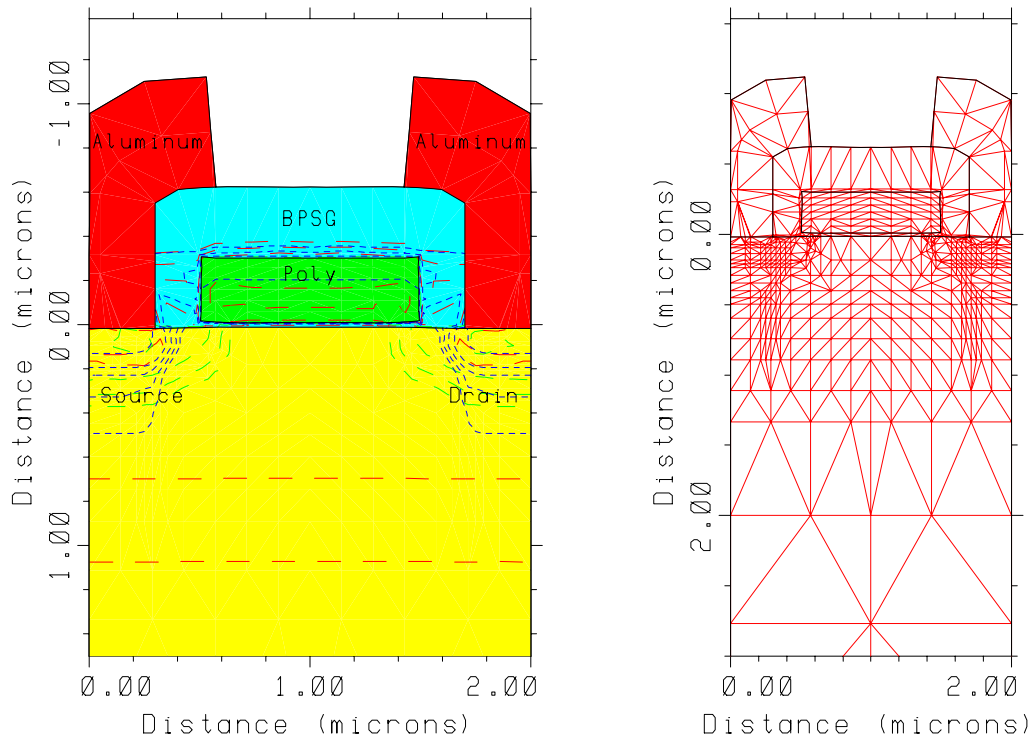 Distance (microns)
-1.00
0.00
1.00
Aluminum
Aluminum
BPSG
Poly
Source
Drain
0.00
1.00
2.00
Distance (microns)
Distance (microns)
0.00
2.00
0.00
2.00
Distance (microns)